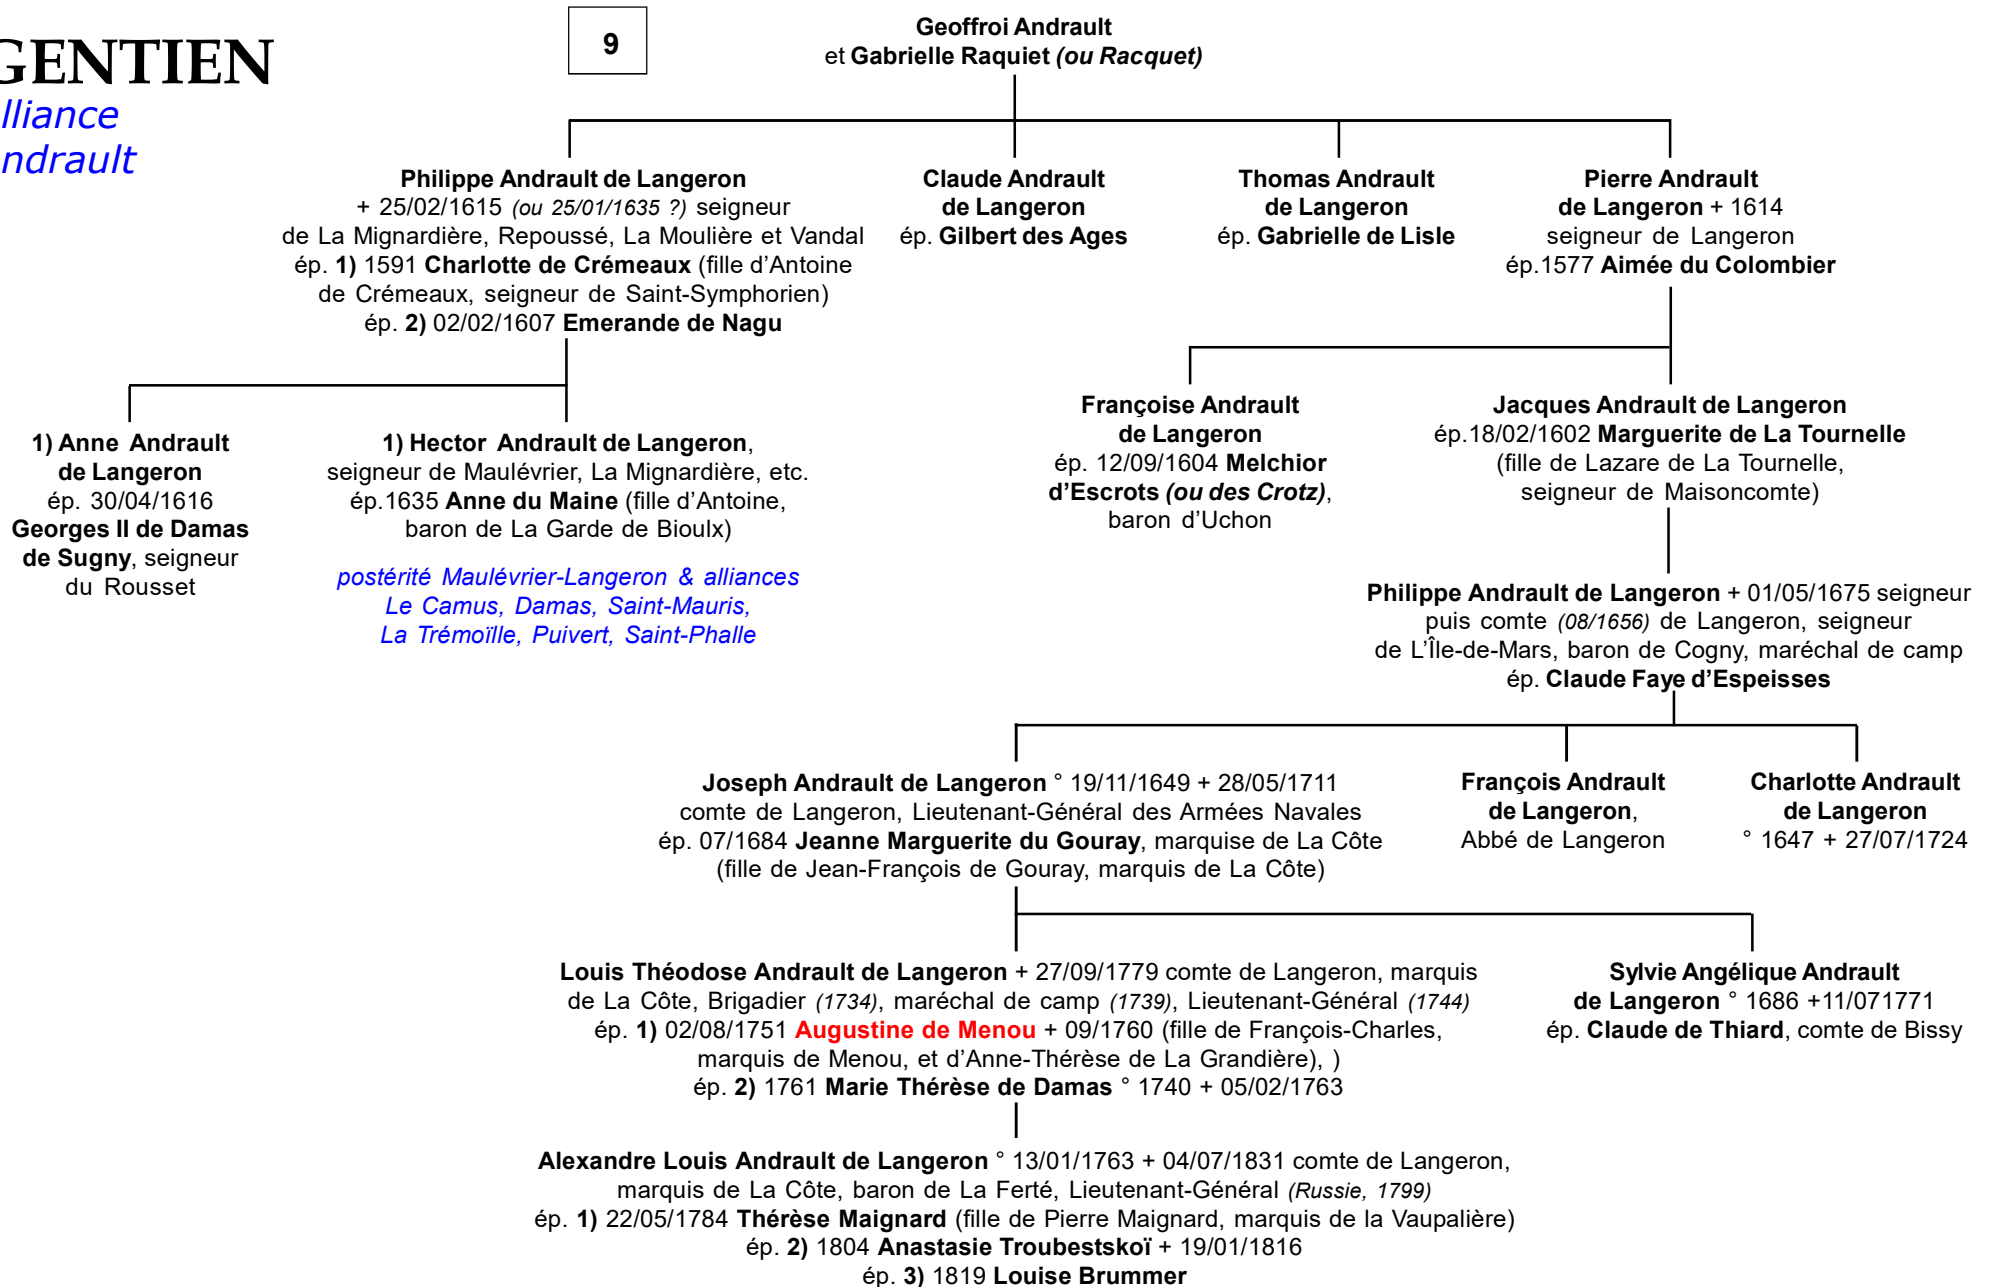 GENTIEN
lliance
ndrault
9
Geoffroi Andrault
et Gabrielle Raquiet (ou Racquet)
Philippe Andrault de Langeron
+ 25/02/1615 (ou 25/01/1635 ?) seigneur
de La Mignardière, Repoussé, La Moulière et Vandal
ép. 1) 1591 Charlotte de Crémeaux (fille d'Antoine
de Crémeaux, seigneur de Saint-Symphorien)
ép. 2) 02/02/1607 Emerande de Nagu
Claude Andrault
de Langeron
ép. Gilbert des Ages
Thomas Andrault
de Langeron
ép. Gabrielle de Lisle
Pierre Andrault
de Langeron + 1614
seigneur de Langeron
ép.1577 Aimée du Colombier
1) Anne Andrault
de Langeron
ép. 30/04/1616
Georges II de Damas
de Sugny, seigneur
du Rousset
1) Hector Andrault de Langeron,
seigneur de Maulévrier, La Mignardière, etc.
ép.1635 Anne du Maine (fille d'Antoine,
baron de La Garde de Bioulx)
postérité Maulévrier-Langeron & alliances
Le Camus, Damas, Saint-Mauris,
La Trémoïlle, Puivert, Saint-Phalle
Françoise Andrault
de Langeron
ép. 12/09/1604 Melchior
d'Escrots (ou des Crotz),
baron d'Uchon
Jacques Andrault de Langeron
ép.18/02/1602 Marguerite de La Tournelle
(fille de Lazare de La Tournelle,
seigneur de Maisoncomte)
Philippe Andrault de Langeron + 01/05/1675 seigneur
puis comte (08/1656) de Langeron, seigneur
de L'Île-de-Mars, baron de Cogny, maréchal de camp
ép. Claude Faye d'Espeisses
Joseph Andrault de Langeron ° 19/11/1649 + 28/05/1711
comte de Langeron, Lieutenant-Général des Armées Navales
ép. 07/1684 Jeanne Marguerite du Gouray, marquise de La Côte
(fille de Jean-François de Gouray, marquis de La Côte)
François Andrault
de Langeron,
Abbé de Langeron
Charlotte Andrault
de Langeron
° 1647 + 27/07/1724
Louis Théodose Andrault de Langeron + 27/09/1779 comte de Langeron, marquis
de La Côte, Brigadier (1734), maréchal de camp (1739), Lieutenant-Général (1744)
ép. 1) 02/08/1751 Augustine de Menou + 09/1760 (fille de François-Charles,
marquis de Menou, et d'Anne-Thérèse de La Grandière), )
ép. 2) 1761 Marie Thérèse de Damas ° 1740 + 05/02/1763
Sylvie Angélique Andrault
de Langeron ° 1686 +11/071771
ép. Claude de Thiard, comte de Bissy
Alexandre Louis Andrault de Langeron ° 13/01/1763 + 04/07/1831 comte de Langeron,
marquis de La Côte, baron de La Ferté, Lieutenant-Général (Russie, 1799)
ép. 1) 22/05/1784 Thérèse Maignard (fille de Pierre Maignard, marquis de la Vaupalière)
ép. 2) 1804 Anastasie Troubestskoï + 19/01/1816
ép. 3) 1819 Louise Brummer